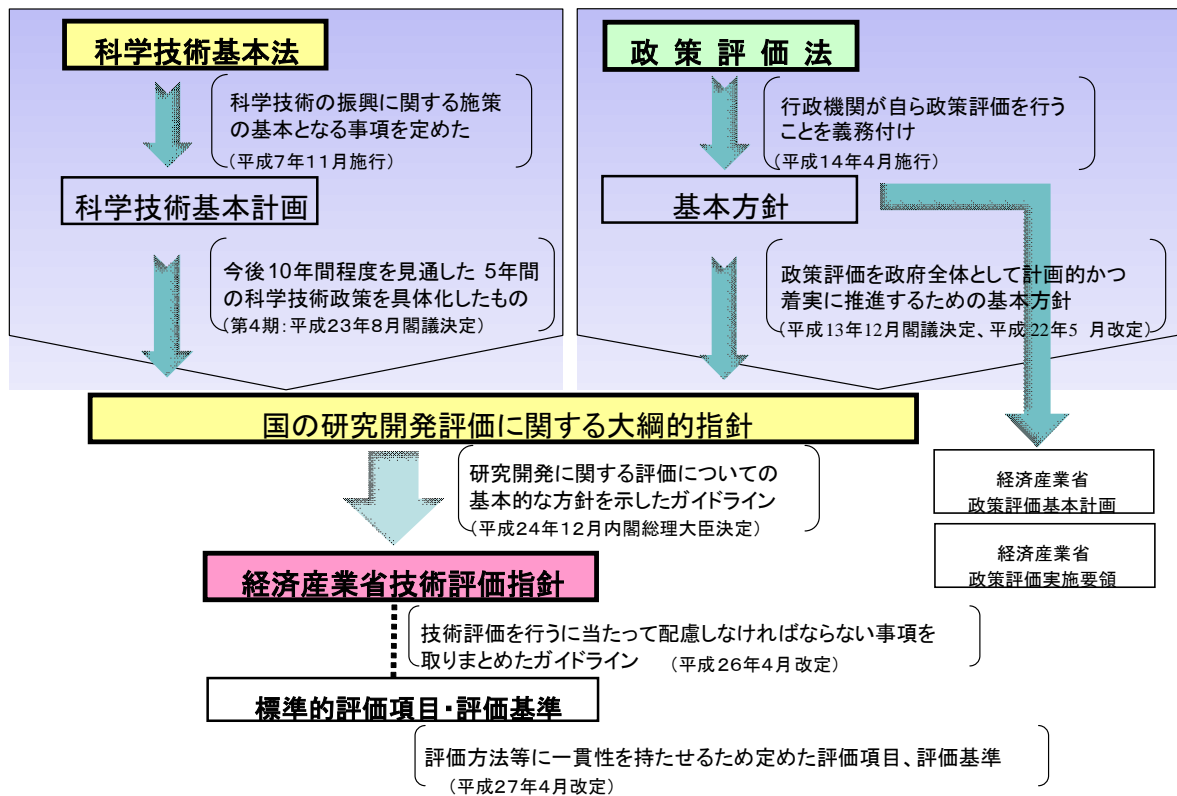 科学技術基本法
科学技術の振興に関する施策
の基本となる事項を定めた
（平成7年11月施行）
科学技術基本計画
今後10年間程度を見通した 5年間
の科学技術政策を具体化したもの
（第4期：平成23年8月閣議決定）
政 策 評 価 法
行政機関が自ら政策評価を行う
ことを義務付け
（平成14年4月施行）
基本方針
政策評価を政府全体として計画的かつ
着実に推進するための基本方針
（平成13年12月閣議決定、平成22年5 月改定）
国の研究開発評価に関する大綱的指針
研究開発に関する評価についての
基本的な方針を示したガイドライン
（平成24年12月内閣総理大臣決定）
経済産業省
政策評価基本計画
経済産業省
政策評価実施要領
経済産業省技術評価指針
技術評価を行うに当たって配慮しなければならない事項を
取りまとめたガイドライン （平成26年4月改定）
標準的評価項目・評価基準
評価方法等に一貫性を持たせるため定めた評価項目、評価基準
（平成27年4月改定）